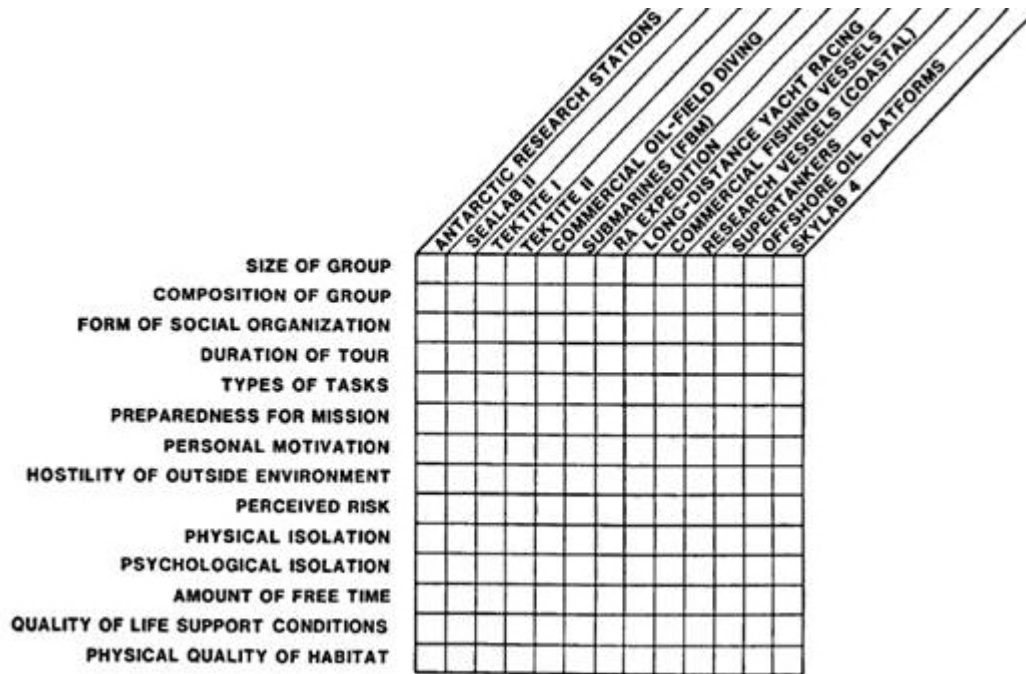 ANTARCTIC RESEARCH STATIONS
SEALAB II
TEKTITE I
TEKTITE II
COMMERCIAL OIL-FIELD DIVING
SUBMARINES (FBM)
RA EXPEDITION
LONG-DISTANCE YACHT RACING
COMMERCIAL FISHING VESSELS
RESEARCH VESSELS (COASTAL)
SUPERTANKERS
OFFSHORE OIL PLATFORMS
SKYLAB 4
SIZE OF GROUP
COMPOSITION OF GROUP
FORM OF SOCIAL ORGANIZATION
DURATION OF TOUR
TYPES OF TASKS
PREPAREDNESS FOR MISSION
PERSONAL MOTIVATION
HOSTILITY OF OUTSIDE ENVIRONMENT
PERCEIVED RISK
PHYSICAL ISOLATION
PSYCHOLOGICAL ISOLATION
AMOUNT OF FREE TIME
QUALITY OF LIFE SUPPORT CONDITIONS
PHYSICAL QUALITY OF HABITAT